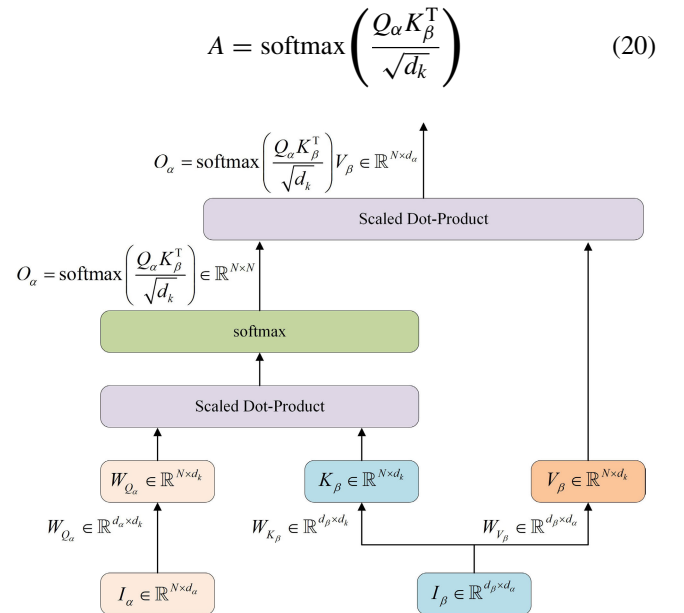 A = softmax(Q_α K_β^T / √d_k) (20)
O_α = softmax(Q_α K_β^T / √d_k) V_β ∈ ℝ^{N×d_α}
Scaled Dot-Product
O_α = softmax(Q_α K_β^T / √d_k) ∈ ℝ^{N×N}
softmax
Scaled Dot-Product
W_{Q_α} ∈ ℝ^{N×d_k} K_β ∈ ℝ^{N×d_k} V_β ∈ ℝ^{N×d_k}
W_{Q_α} ∈ ℝ^{d_α×d_k} W_{K_β} ∈ ℝ^{d_β×d_k} W_{V_β} ∈ ℝ^{d_β×d_α}
I_α ∈ ℝ^{N×d_α} I_β ∈ ℝ^{d_β×d_α}